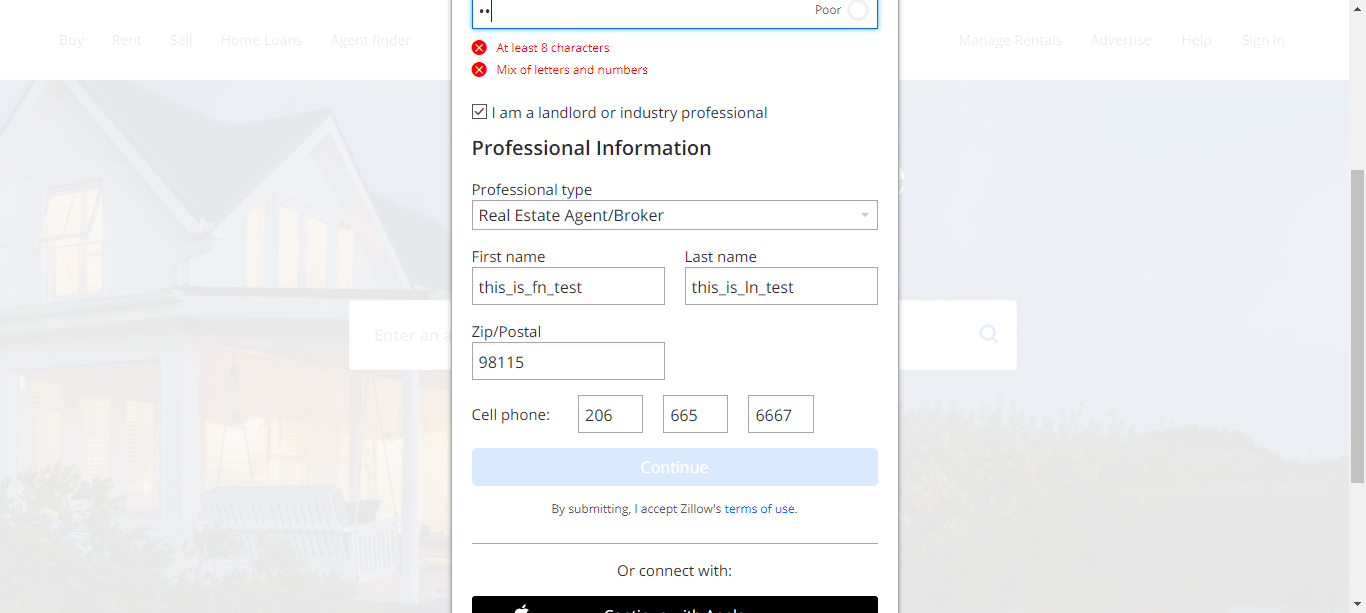 •• Poor
Buy Rent Sell Home Loans Agent finder Manage Rentals Advertise Help Sign in
At least 8 characters
Mix of letters and numbers
I am a landlord or industry professional
Professional Information
Professional type
Real Estate Agent/Broker
First name Last name
this_is_fn_test this_is_ln_test
Zip/Postal
Enter an a
98115
Cell phone: 206 665 6667
Continue
By submitting, I accept Zillow's terms of use.
Or connect with:
Continue with Apple